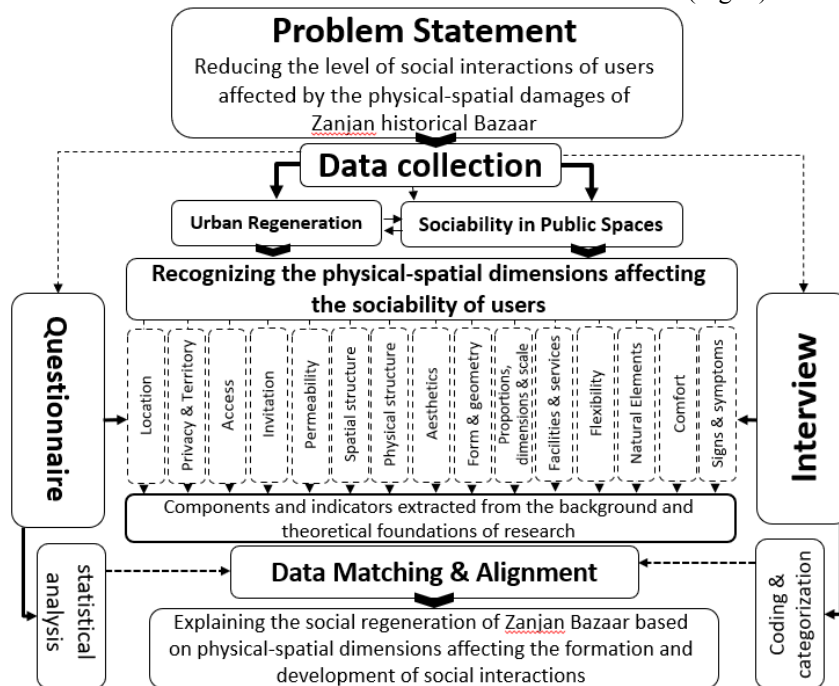 Problem Statement
Reducing the level of social interactions of users
affected by the physical-spatial damages of
Zanjan historical Bazaar
Data collection
Urban Regeneration
Sociability in Public Spaces
Recognizing the physical-spatial dimensions affecting
the sociability of users
Questionnaire
Location
Privacy & Territory
Access
Invitation
Permeability
Spatial structure
Physical structure
Aesthetics
Form & geometry
Proportions,
dimensions & scale
Facilities & services
Flexibility
Natural Elements
Comfort
Signs & symptoms
Interview
Components and indicators extracted from the background and
theoretical foundations of research
statistical
analysis
Data Matching & Alignment
Coding &
categorization
Explaining the social regeneration of Zanjan Bazaar based
on physical-spatial dimensions affecting the formation and
development of social interactions